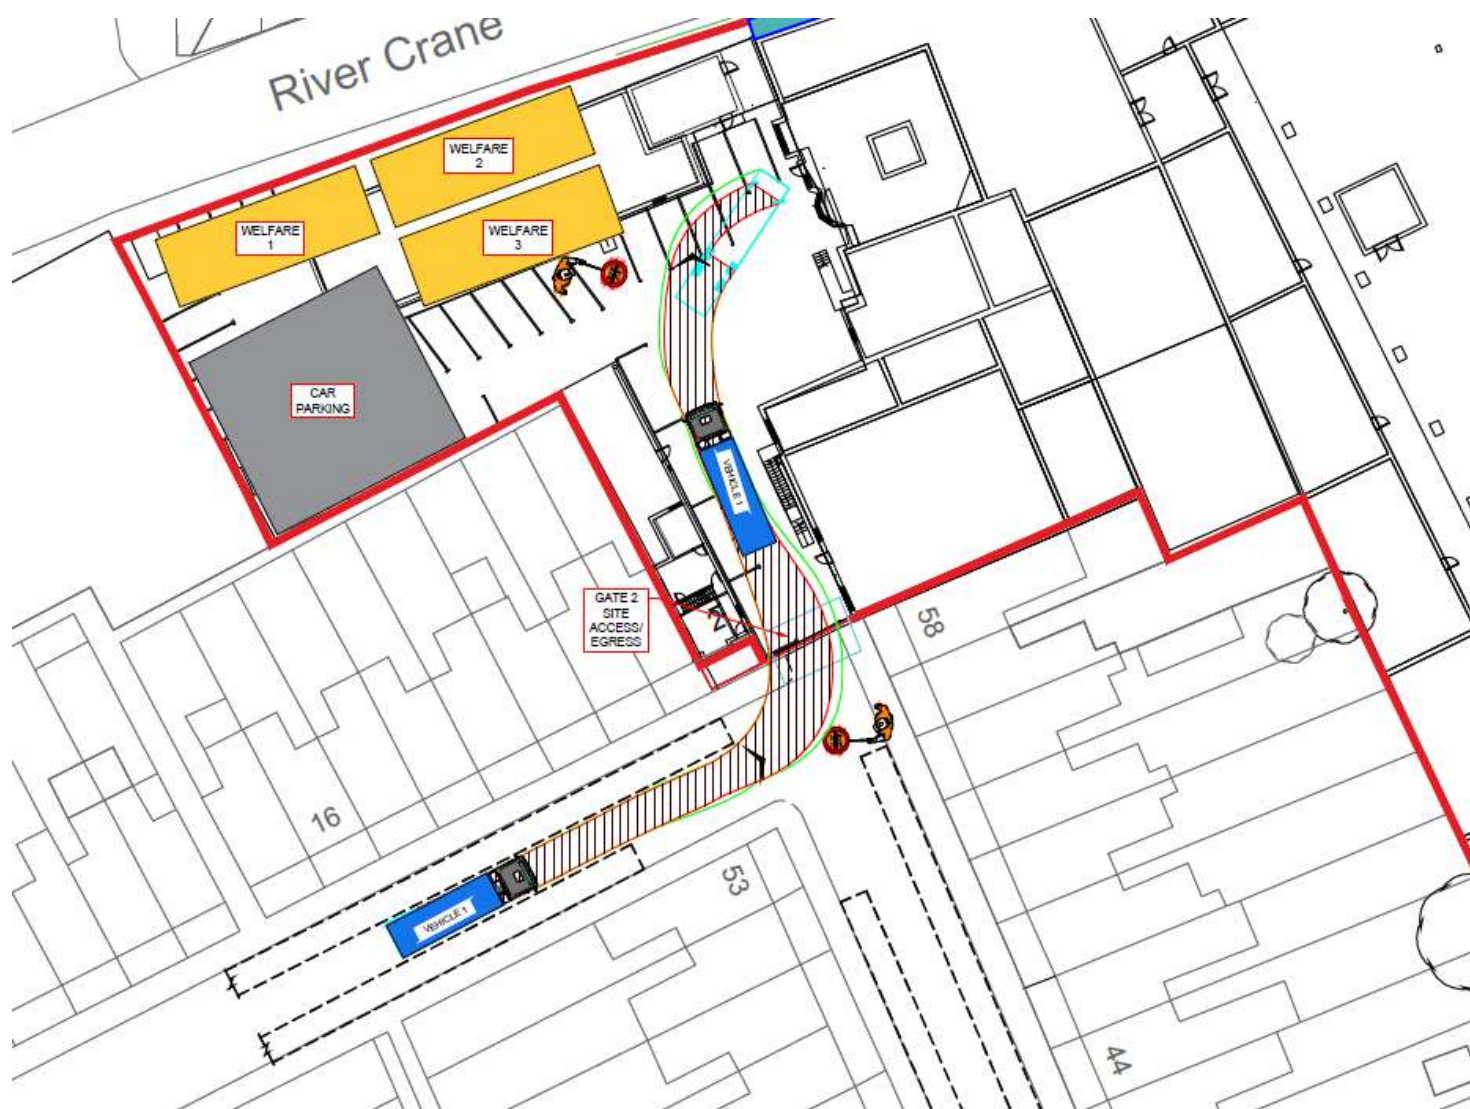 River Crane
WELFARE
2
WELFARE
1
WELFARE
3
CAR
PARKING
VEHICLE 1
GATE 2
SITE
ACCESS/
EGRESS
58
16
53
VEHICLE 1
44